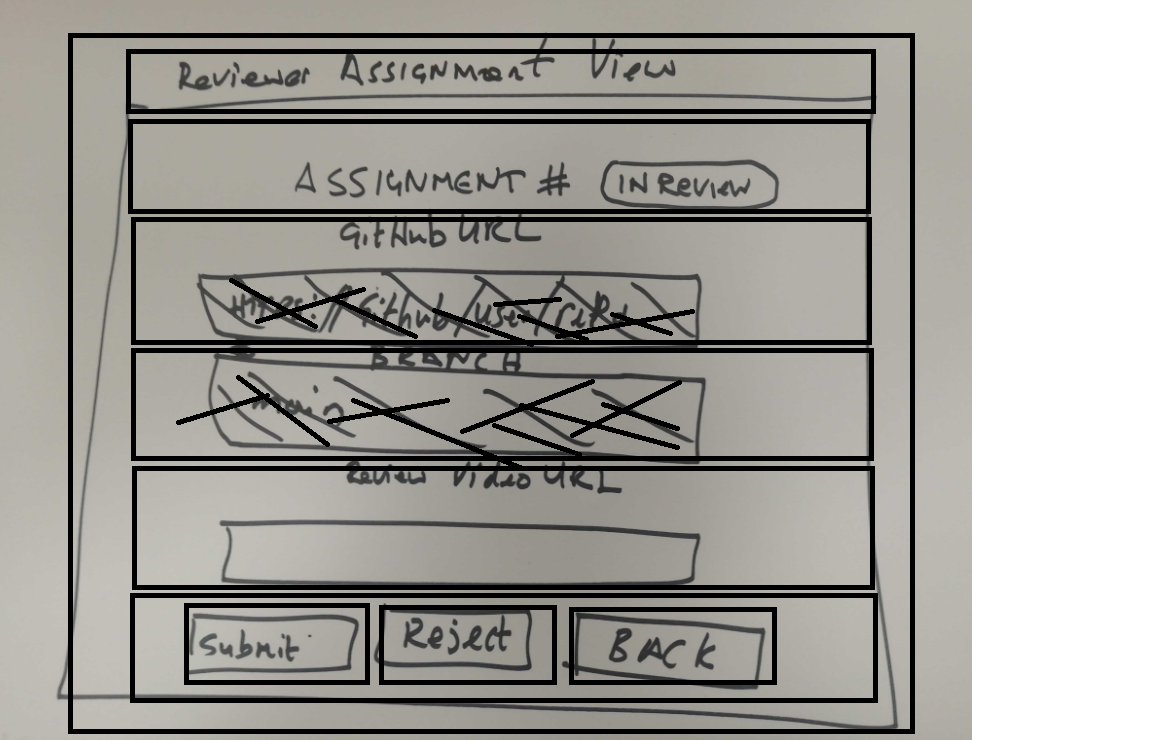 Reviewer Assignment View
ASSIGNMENT # IN Review
GitHub URL
Https://Github/user/repo
BRANCH
main
Review Video URL
Submit Reject BACK